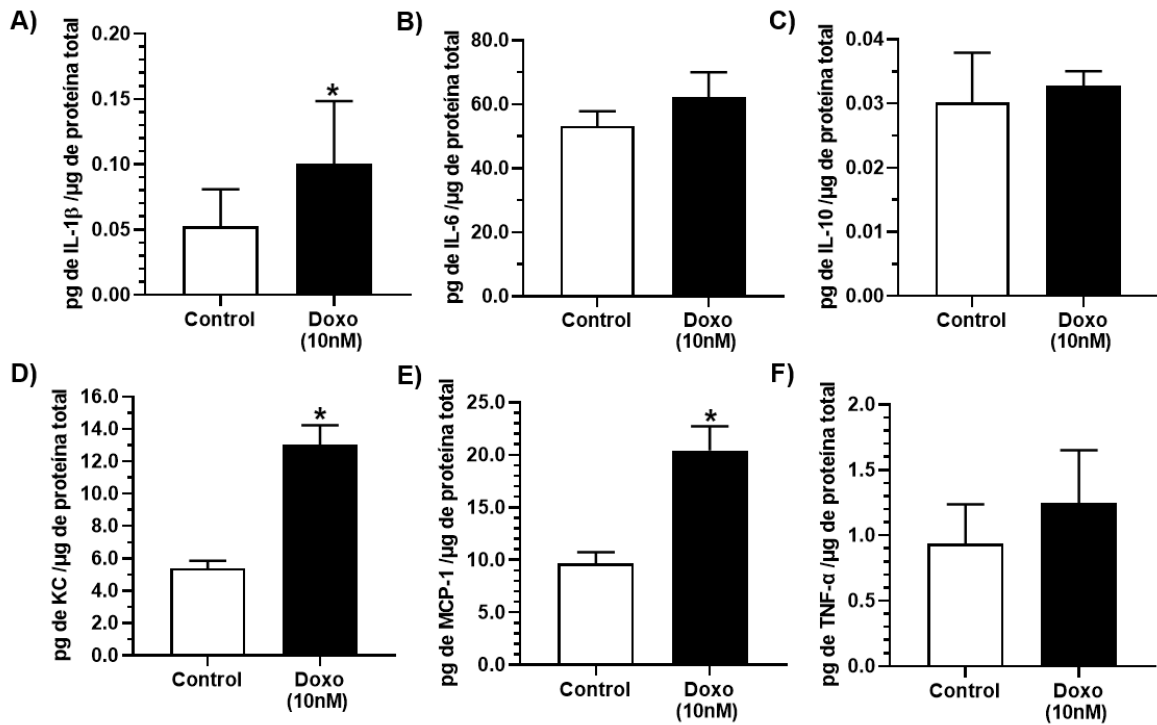 A)
pg de IL-1β /µg de proteína total
0.20
0.15
0.10
0.05
0.00
*
Control
Doxo
(10nM)
B)
pg de IL-6 /µg de proteína total
80.0
60.0
40.0
20.0
0.0
Control
Doxo
(10nM)
C)
pg de IL-10 /µg de proteína total
0.04
0.03
0.02
0.01
0.00
Control
Doxo
(10nM)
D)
pg de KC /µg de proteína total
16.0
14.0
12.0
10.0
8.0
6.0
4.0
2.0
0.0
*
Control
Doxo
(10nM)
E)
pg de MCP-1 /µg de proteína total
25.0
20.0
15.0
10.0
5.0
0.0
*
Control
Doxo
(10nM)
F)
pg de TNF-α /µg de proteína total
2.0
1.5
1.0
0.5
0.0
Control
Doxo
(10nM)